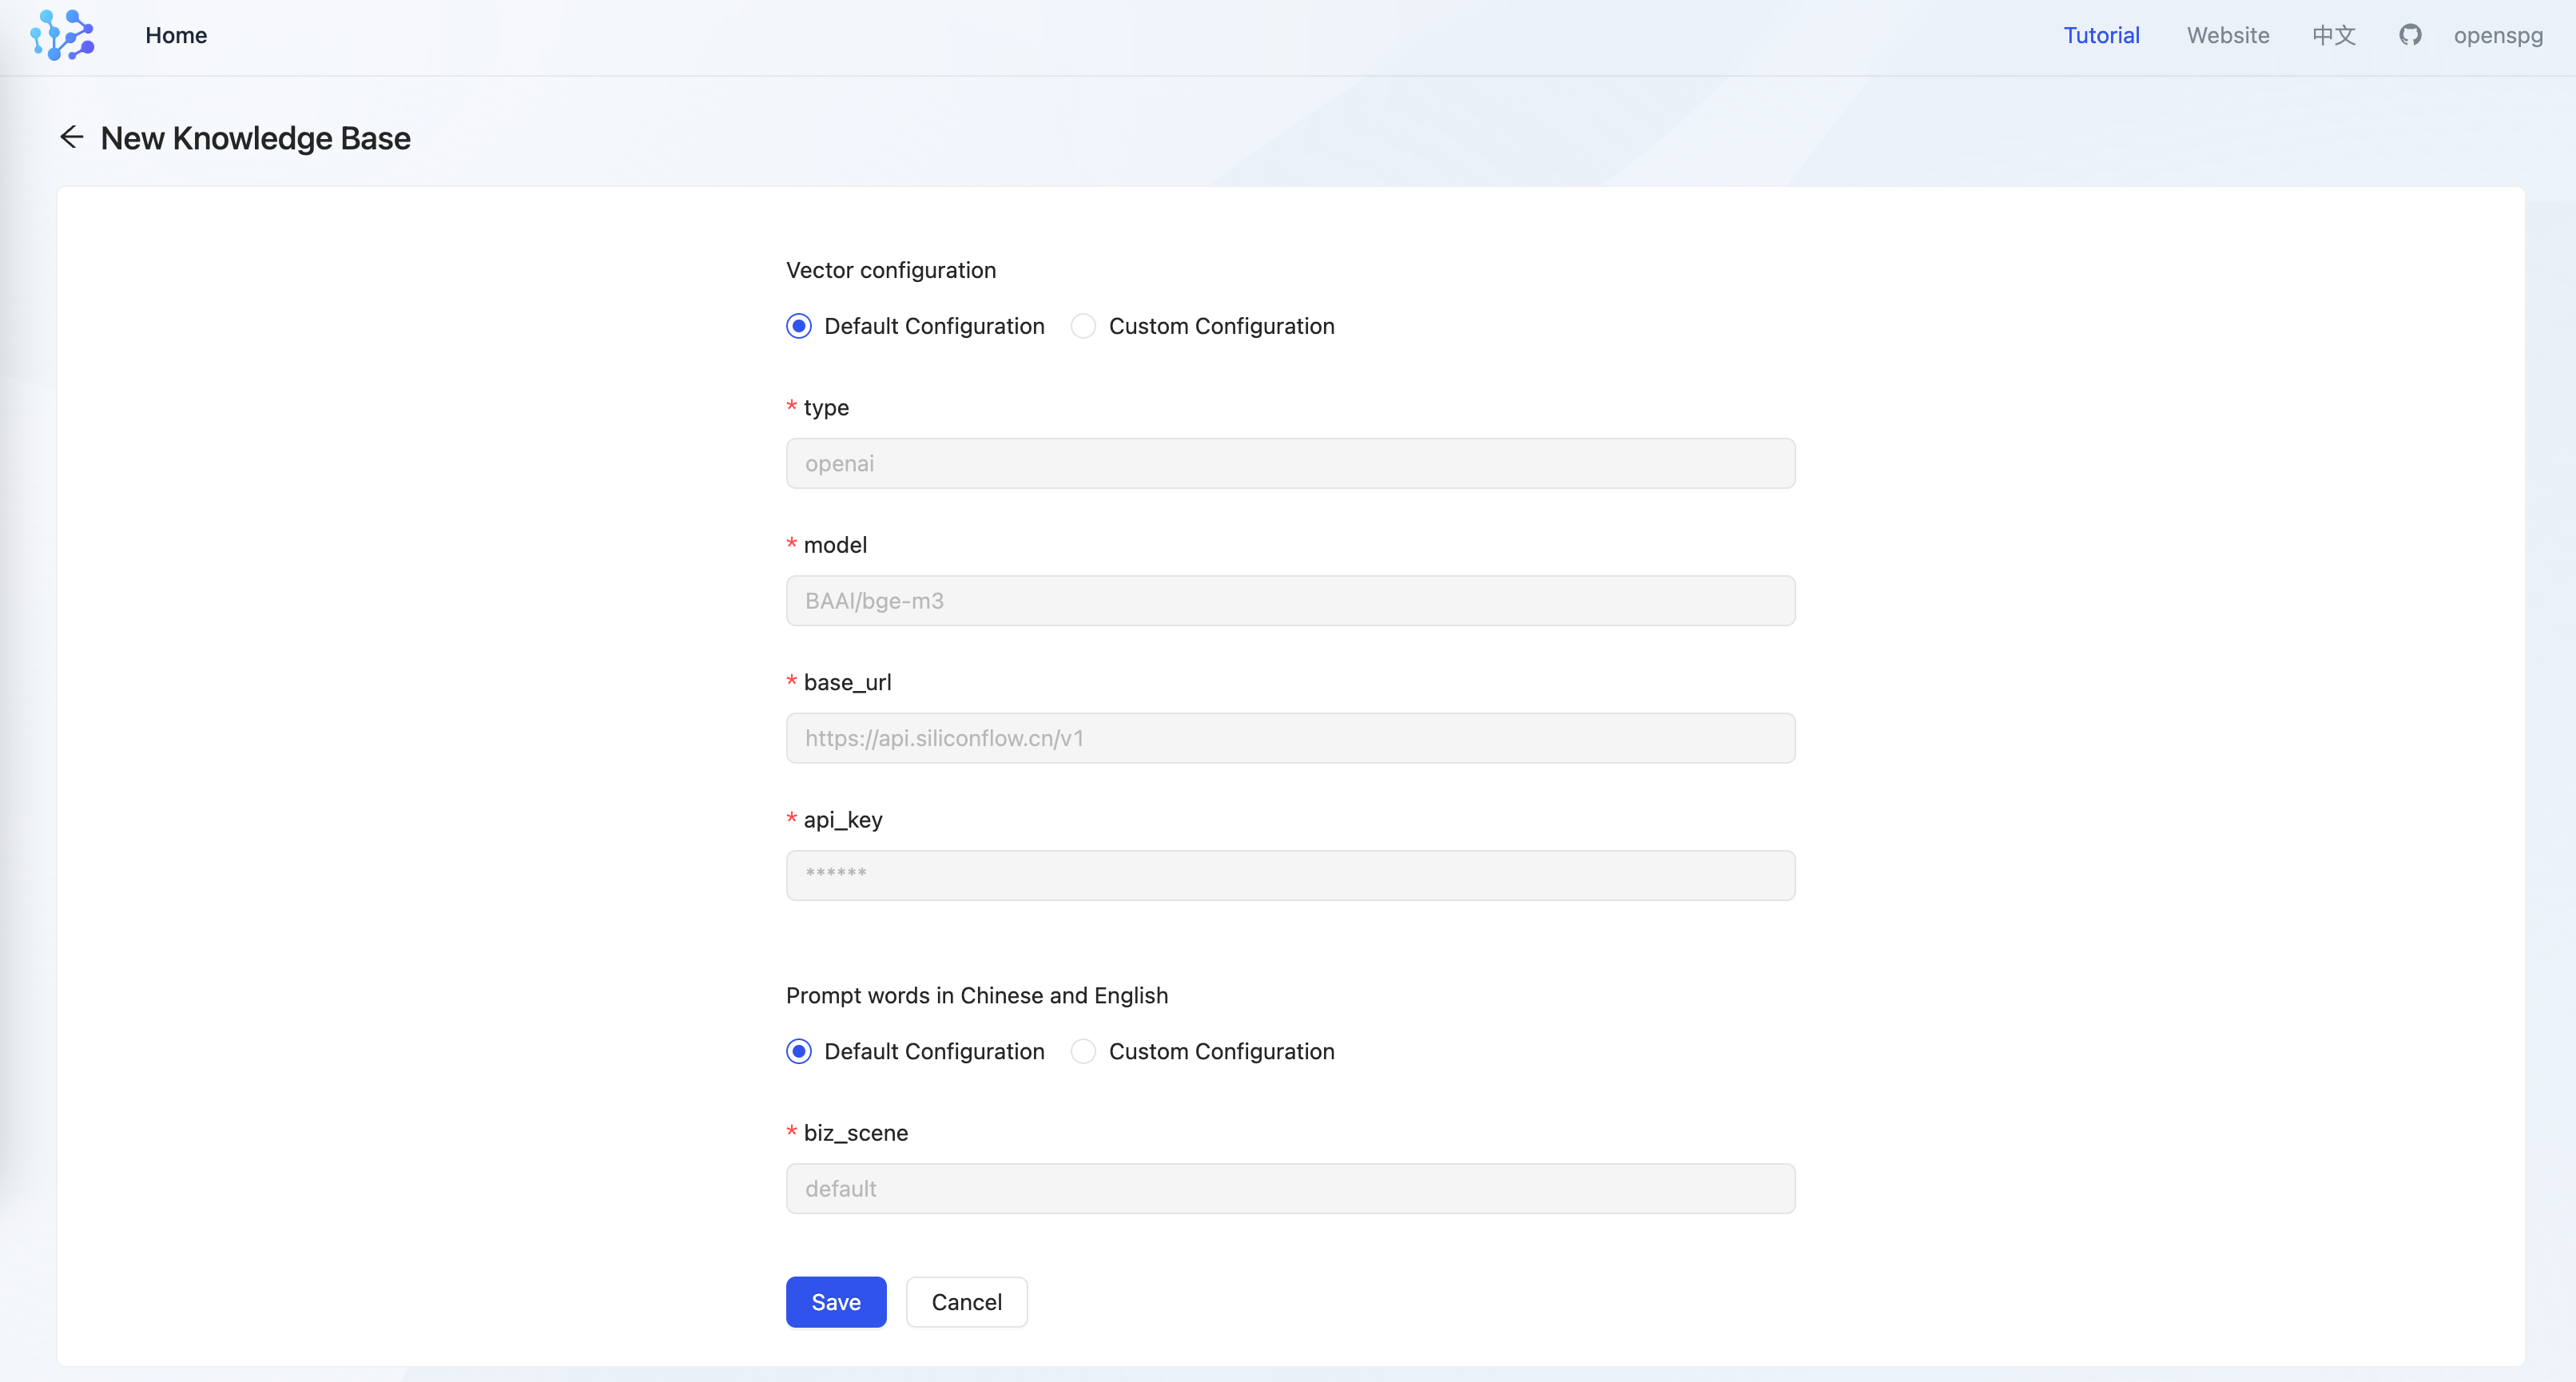 Home Tutorial Website 中文 openspg
← New Knowledge Base
Vector configuration
Default Configuration Custom Configuration
* type
openai
* model
BAAI/bge-m3
* base_url
https://api.siliconflow.cn/v1
* api_key
******
Prompt words in Chinese and English
Default Configuration Custom Configuration
* biz_scene
default
Save Cancel